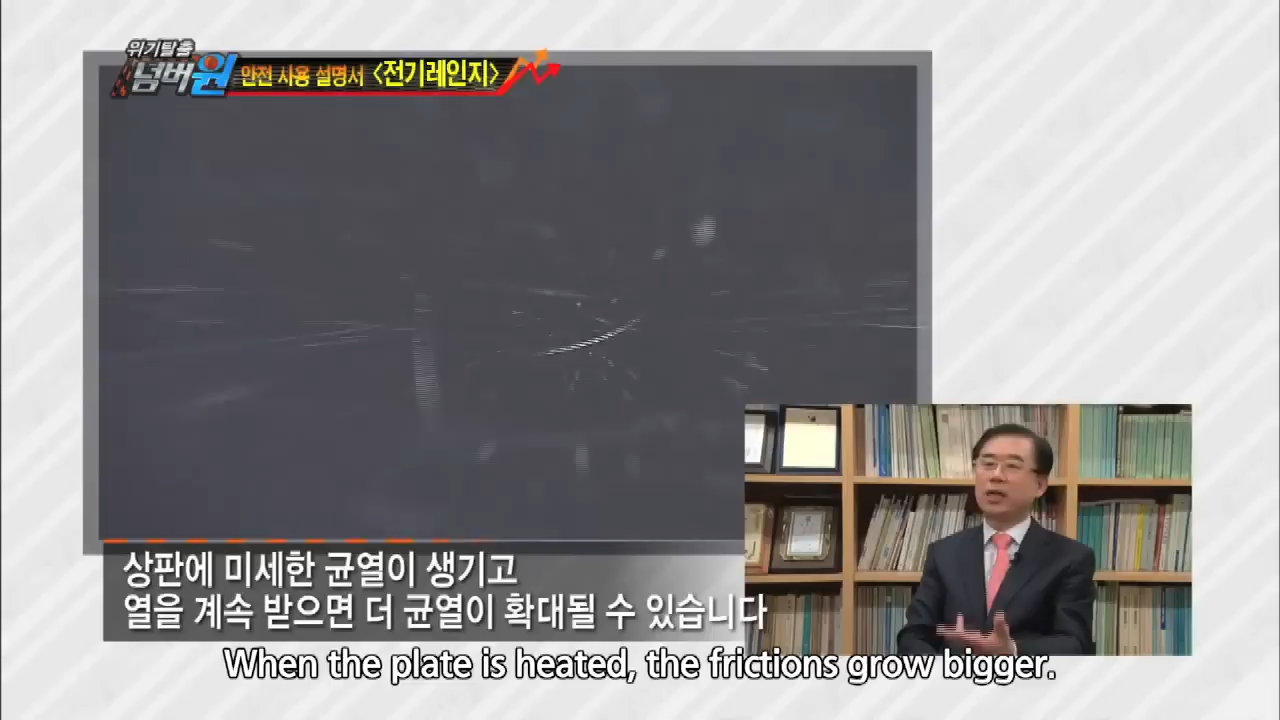 위기탈출
넘버원 안전 사용 설명서 <전기레인지>
상판에 미세한 균열이 생기고
열을 계속 받으면 더 균열이 확대될 수 있습니다
When the plate is heated, the frictions grow bigger.